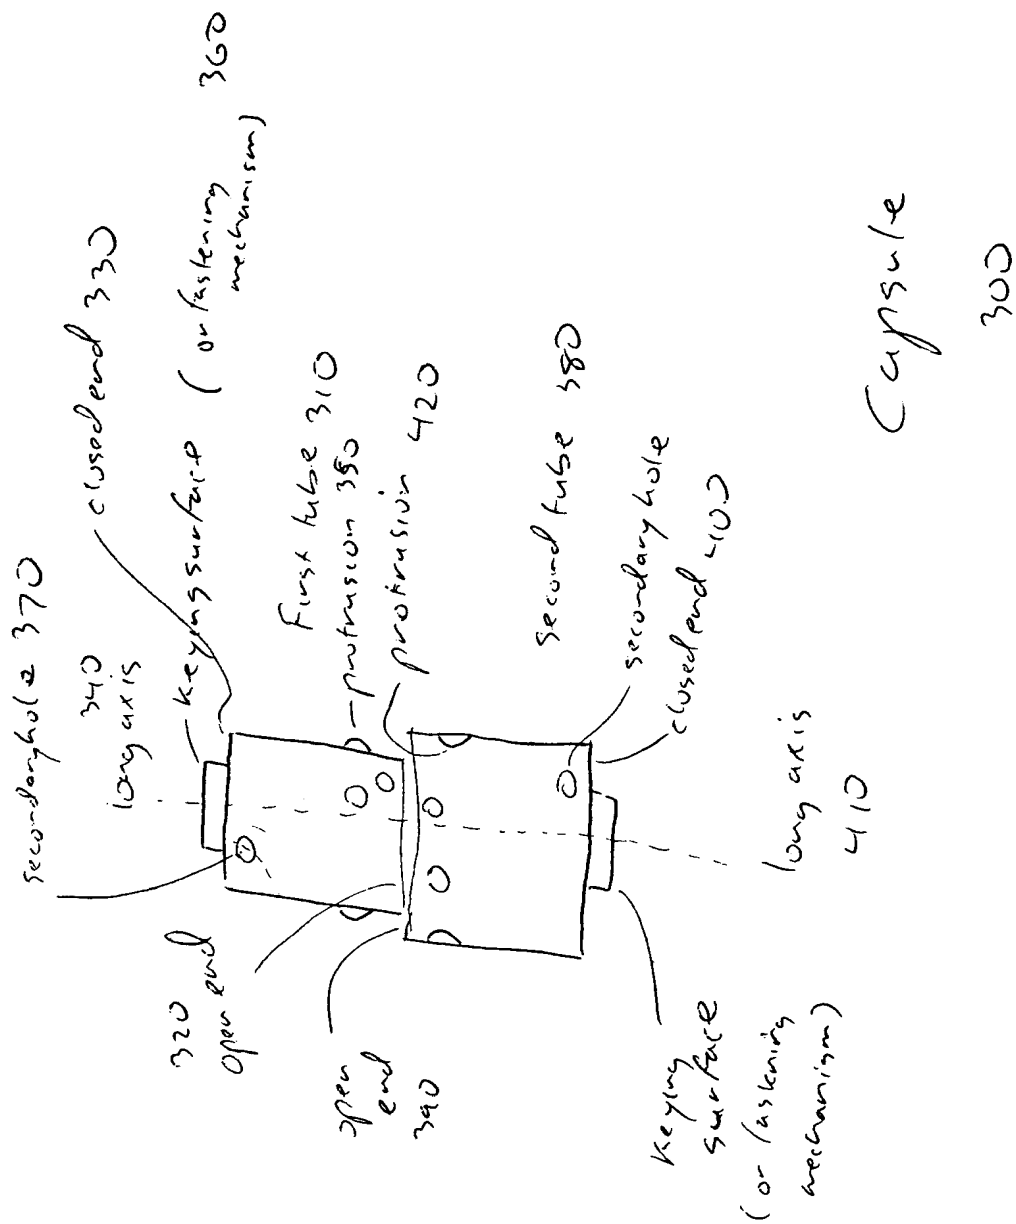 secondary hole 370
340
long axis
keying surface (or fastening
mechanism)
360
closed end 330
First tube 310
protrusion 350
protrusion 420
320
open end
open
end
390
second tube 380
secondary hole
closed end 400
long axis
410
keying
surface
(or fastening
mechanism)
Capsule
300